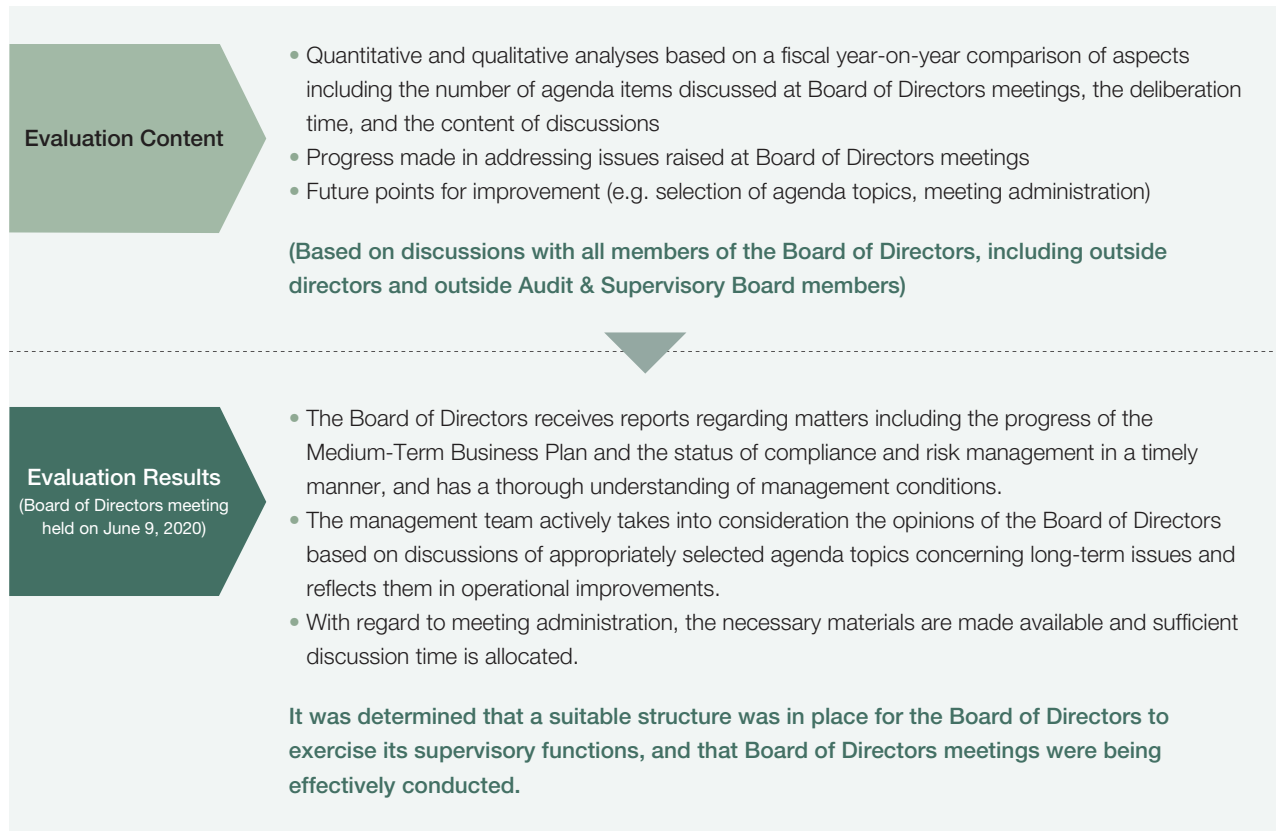 Evaluation Content
• Quantitative and qualitative analyses based on a fiscal year-on-year comparison of aspects
including the number of agenda items discussed at Board of Directors meetings, the deliberation
time, and the content of discussions
• Progress made in addressing issues raised at Board of Directors meetings
• Future points for improvement (e.g. selection of agenda topics, meeting administration)
(Based on discussions with all members of the Board of Directors, including outside
directors and outside Audit & Supervisory Board members)
Evaluation Results
(Board of Directors meeting
held on June 9, 2020)
• The Board of Directors receives reports regarding matters including the progress of the
Medium-Term Business Plan and the status of compliance and risk management in a timely
manner, and has a thorough understanding of management conditions.
• The management team actively takes into consideration the opinions of the Board of Directors
based on discussions of appropriately selected agenda topics concerning long-term issues and
reflects them in operational improvements.
• With regard to meeting administration, the necessary materials are made available and sufficient
discussion time is allocated.
It was determined that a suitable structure was in place for the Board of Directors to
exercise its supervisory functions, and that Board of Directors meetings were being
effectively conducted.